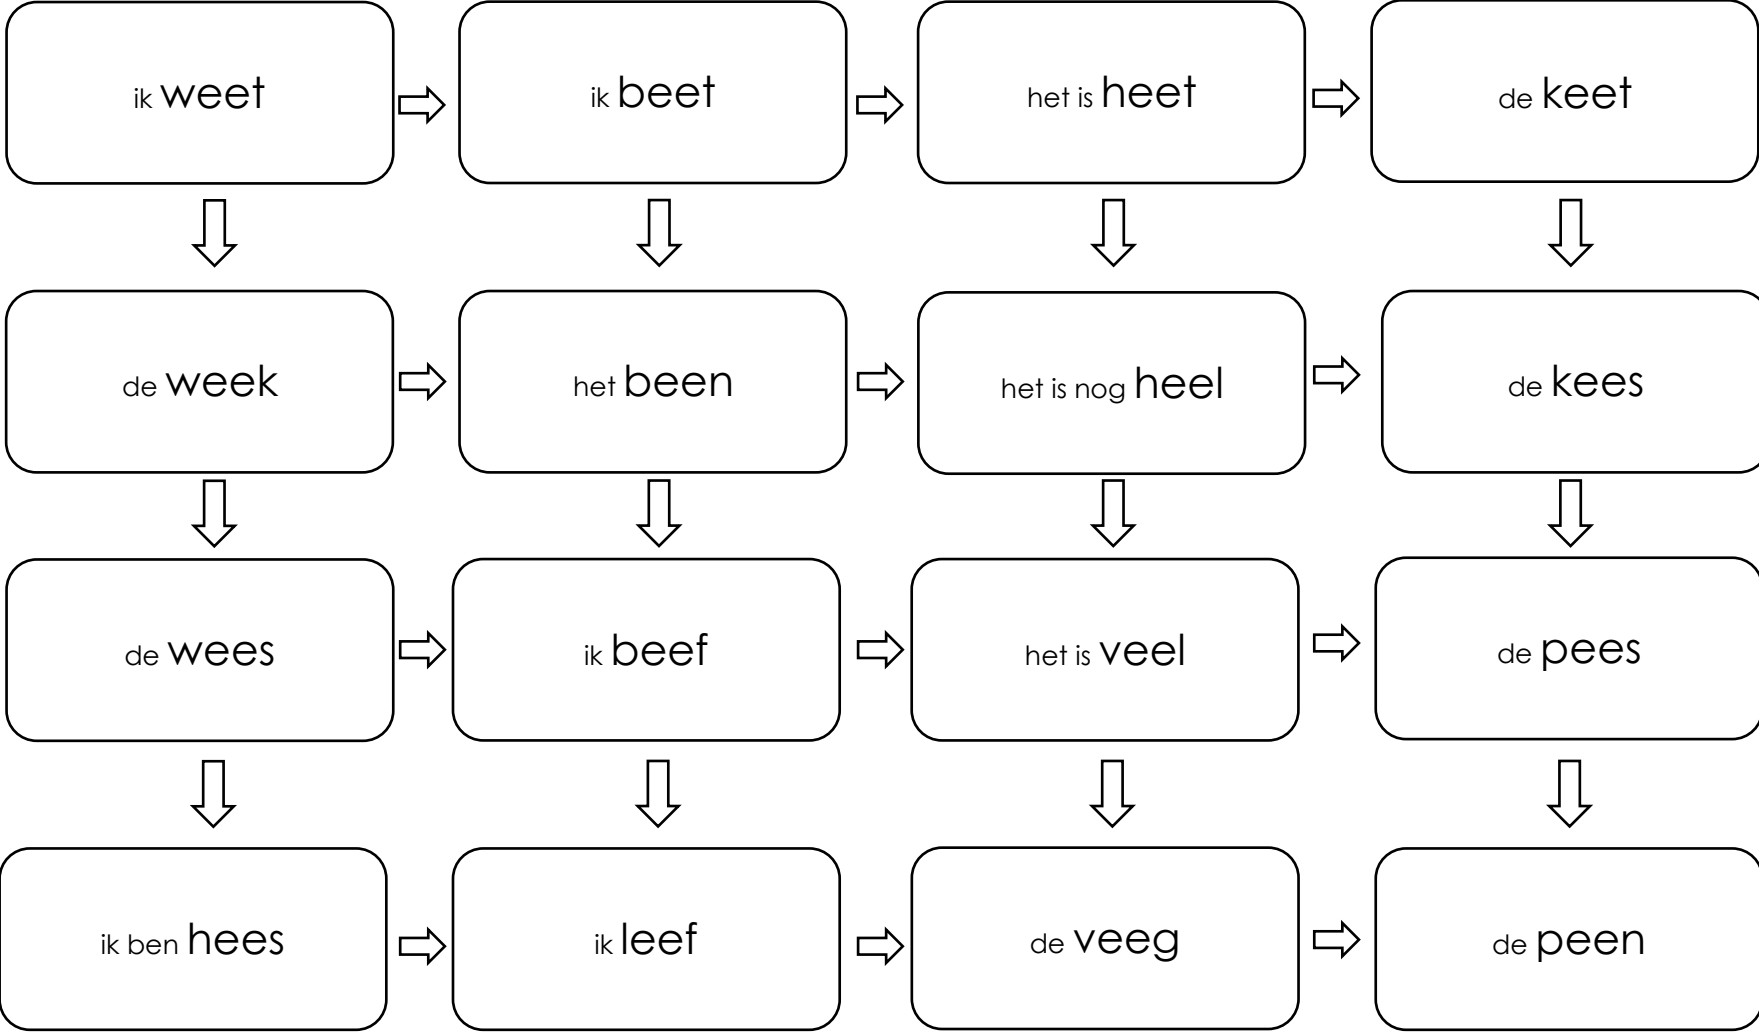 ik weet
ik beet
het is heet
de keet
de week
het been
het is nog heel
de kees
de wees
ik beef
het is veel
de pees
ik ben hees
ik leef
de veeg
de peen